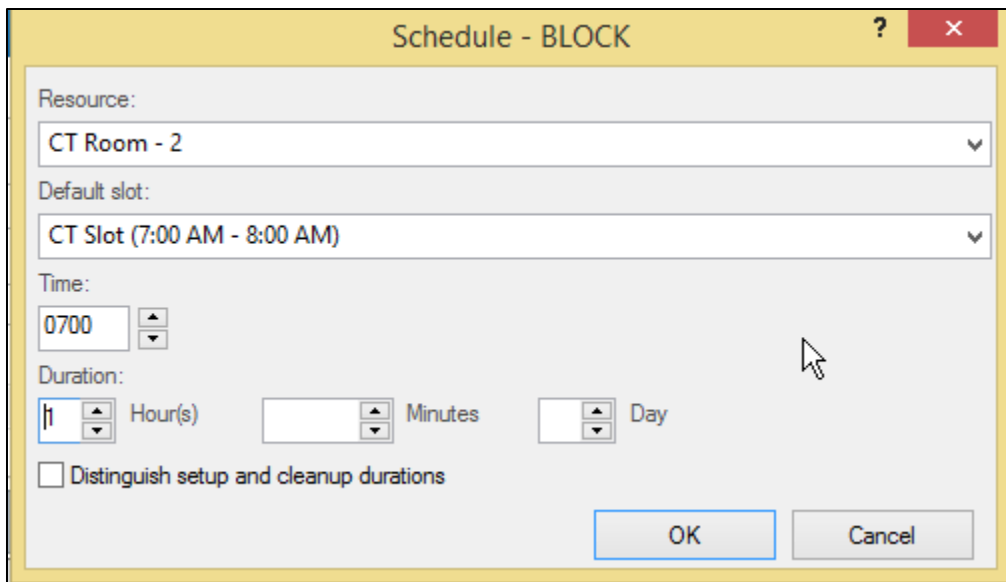 Schedule - BLOCK ?
Resource:
CT Room - 2
Default slot:
CT Slot (7:00 AM - 8:00 AM)
Time:
0700
Duration:
1 Hour(s) Minutes Day
Distinguish setup and cleanup durations
OK Cancel